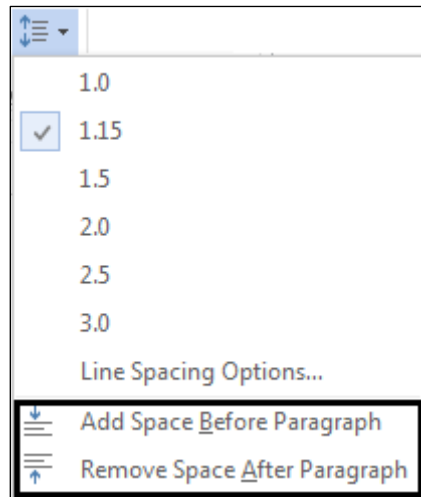 1.0
1.15
1.5
2.0
2.5
3.0
Line Spacing Options...
Add Space Before Paragraph
Remove Space After Paragraph